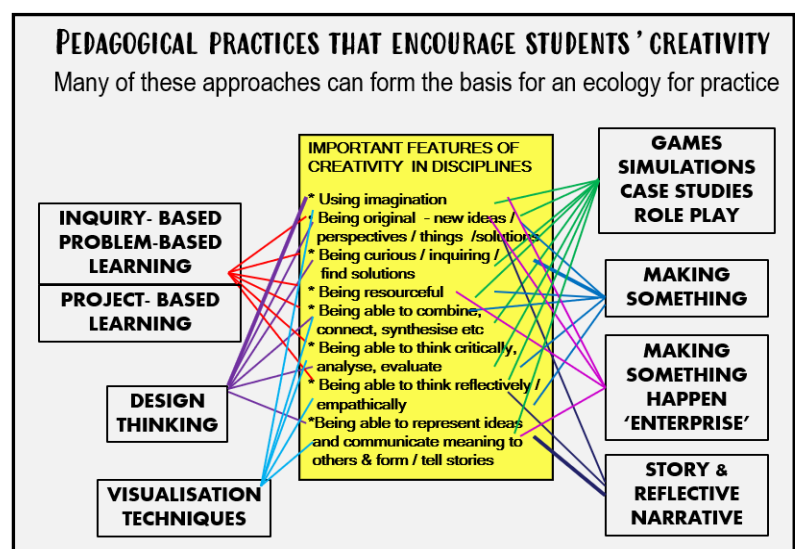 PEDAGOGICAL PRACTICES THAT ENCOURAGE STUDENTS' CREATIVITY
Many of these approaches can form the basis for an ecology for practice
INQUIRY- BASED
PROBLEM-BASED
LEARNING
PROJECT- BASED
LEARNING
DESIGN
THINKING
VISUALISATION
TECHNIQUES
IMPORTANT FEATURES OF
CREATIVITY IN DISCIPLINES
* Using imagination
* Being original - new ideas /
perspectives / things /solutions
* Being curious / inquiring /
find solutions
* Being resourceful
* Being able to combine,
connect, synthesise etc
* Being able to think critically,
analyse, evaluate
* Being able to think reflectively /
empathically
*Being able to represent ideas
and communicate meaning to
others & form / tell stories
GAMES
SIMULATIONS
CASE STUDIES
ROLE PLAY
MAKING
SOMETHING
MAKING
SOMETHING
HAPPEN
'ENTERPRISE'
STORY &
REFLECTIVE
NARRATIVE